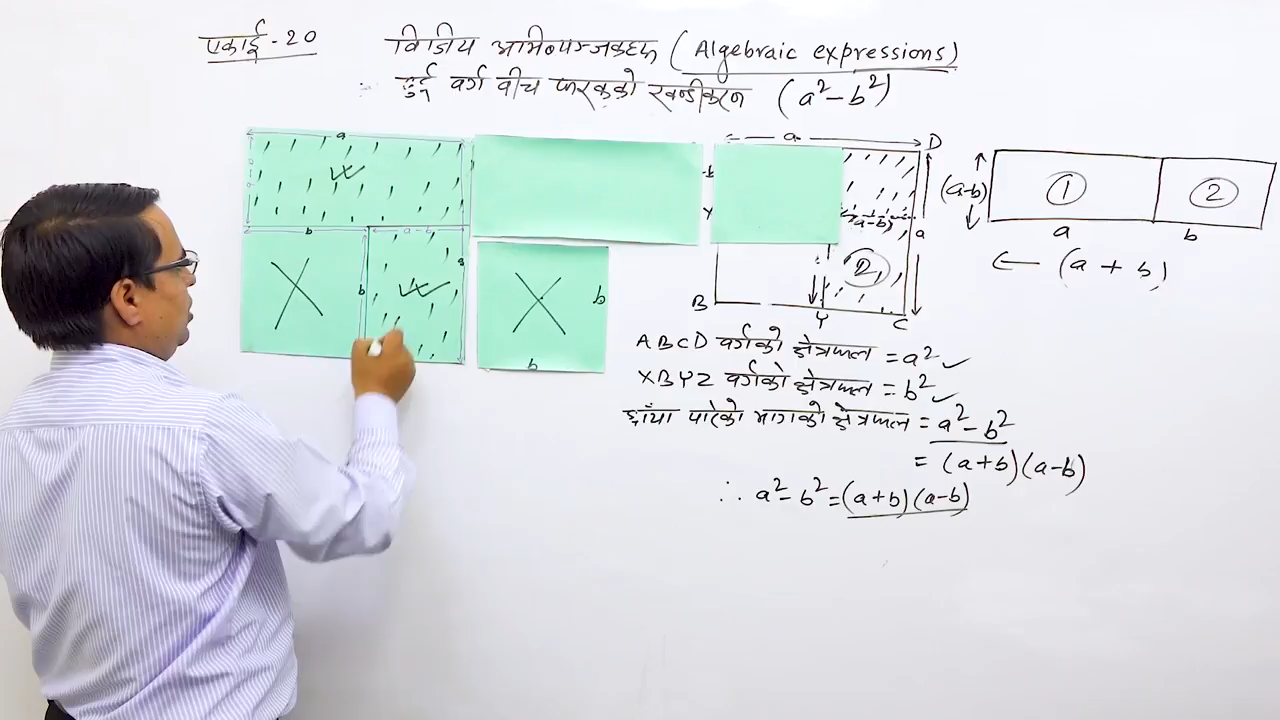 एकाई - 20
विजिय अभिव्यन्जकहरू (Algebraic expressions)
दुई वर्ग वीच फरकको खण्डीकरण (a² - b²)
a
a-b
b
a - b
b
a
b
b
a
D
(a-b)
a
2
B
Y
C
(a-b)
1
2
a
b
← (a + b)
ABCD वर्गको क्षेत्रफल = a² ✓
XBYZ वर्गको क्षेत्रफल = b² ✓
छाँया पारेको भागको क्षेत्रफल = a² - b²
= (a+b)(a-b)
∴ a² - b² = (a+b)(a-b)